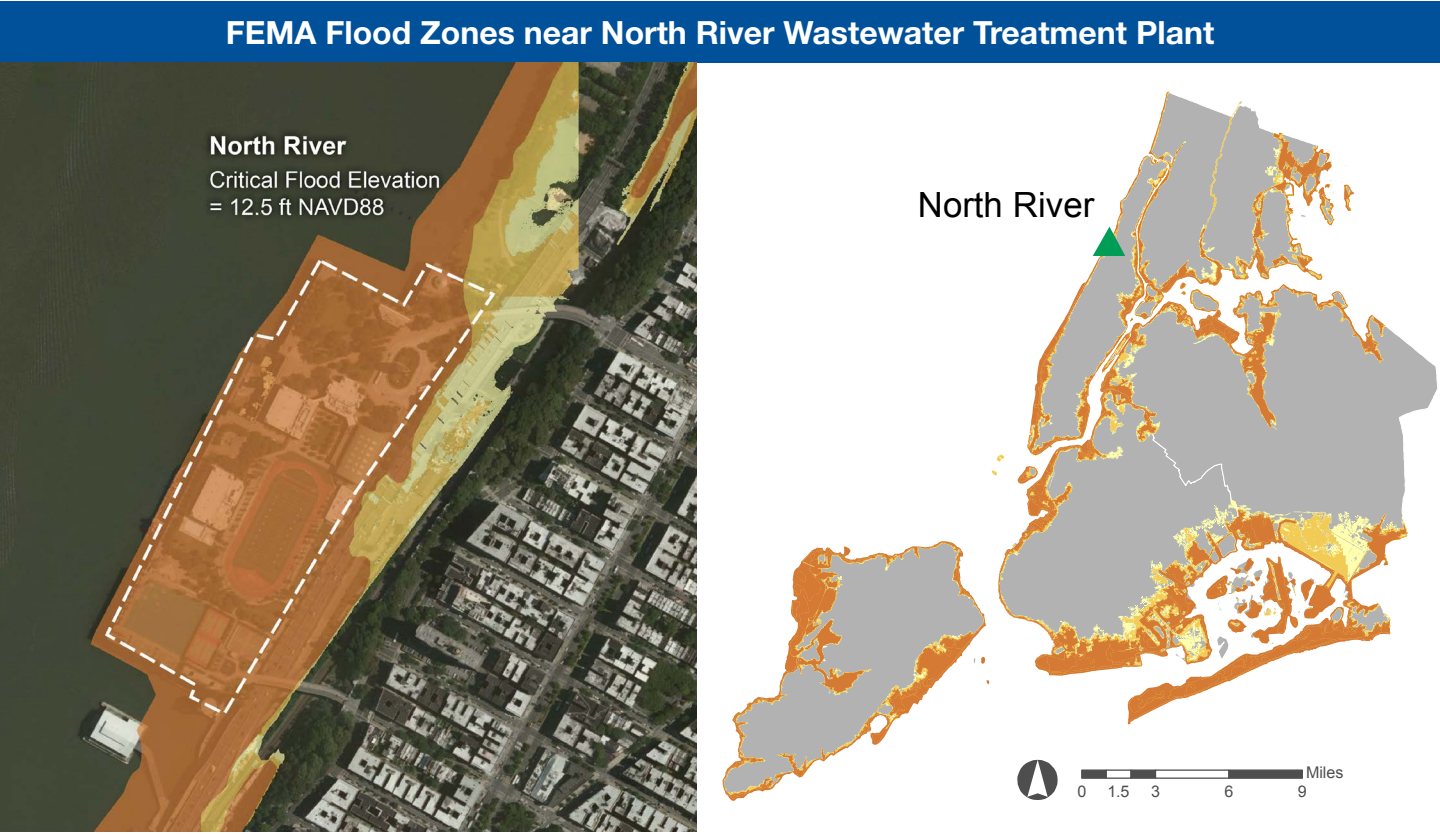 FEMA Flood Zones near North River Wastewater Treatment Plant
North River
Critical Flood Elevation
= 12.5 ft NAVD88
North River
Miles
0 1.5 3 6 9